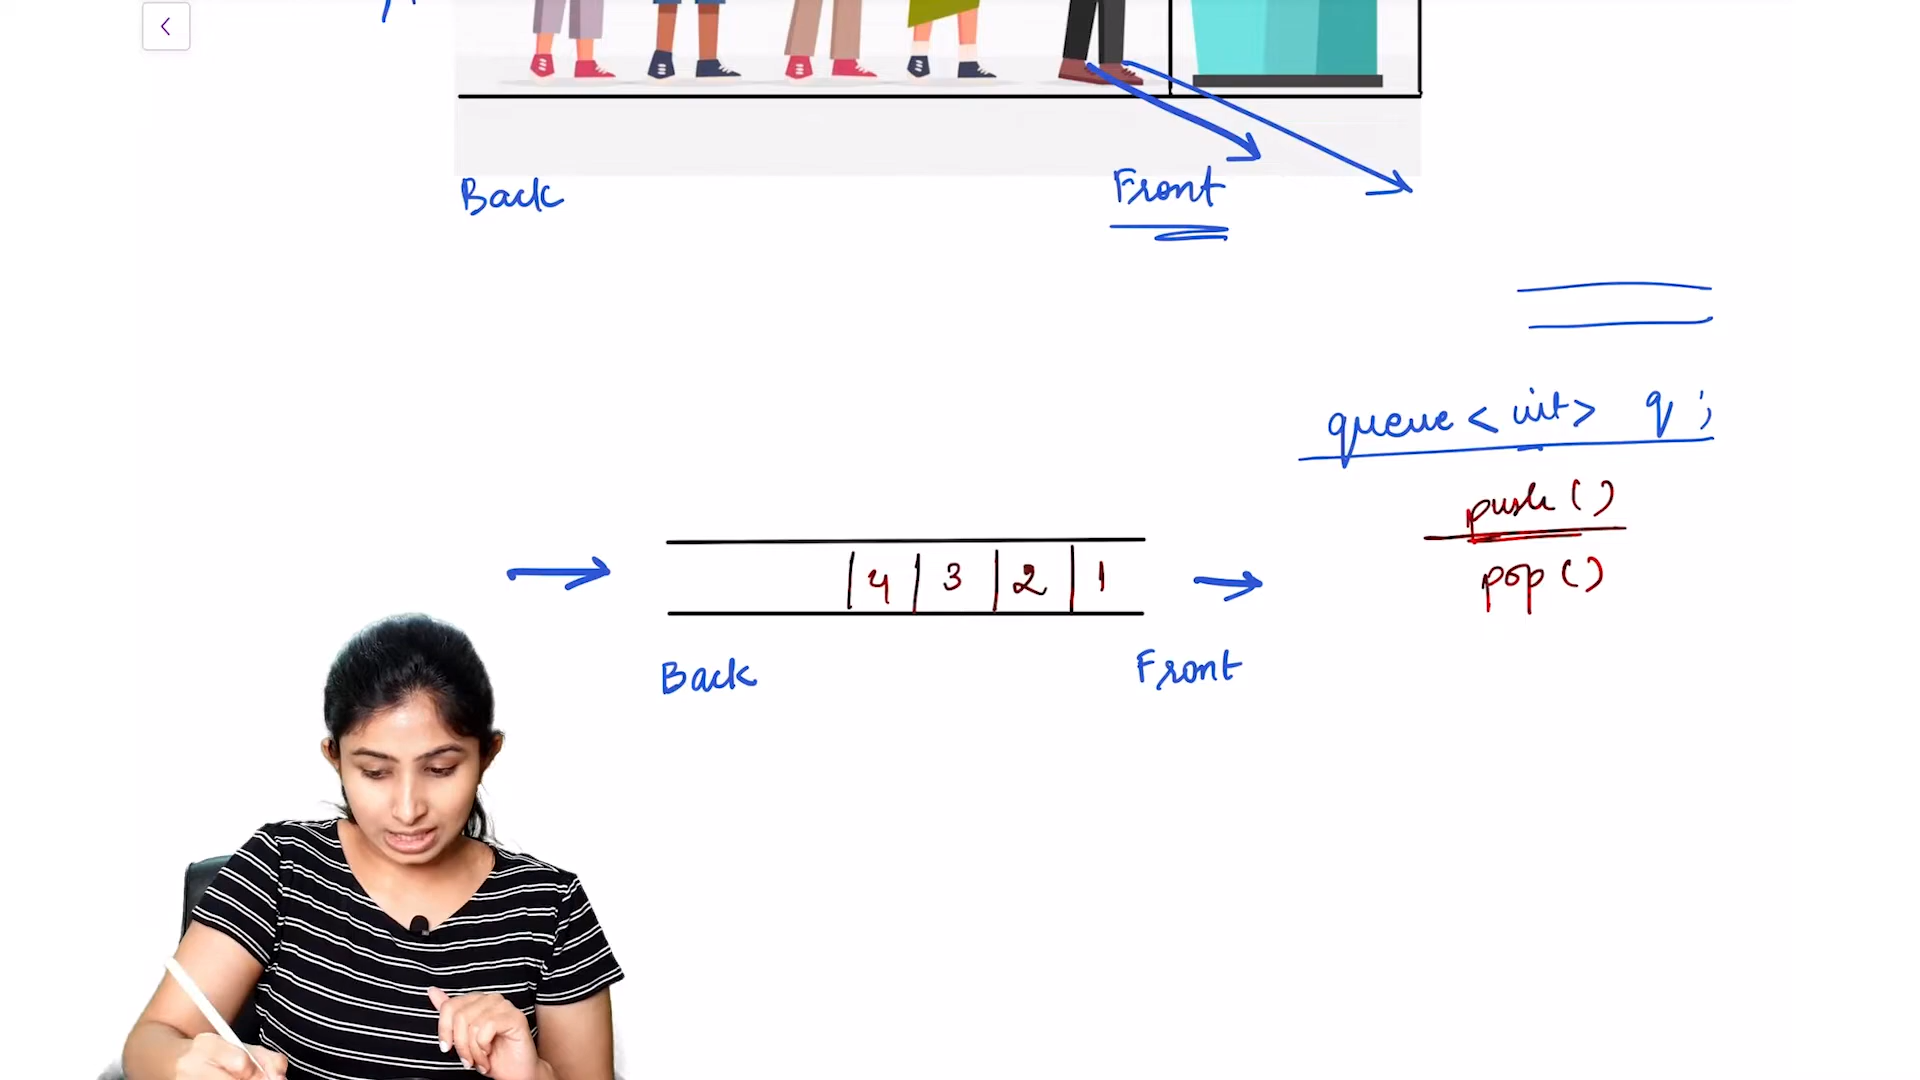 Back Front
queue < int > q ;
push ( )
4 3 2 1
pop ( )
Back Front